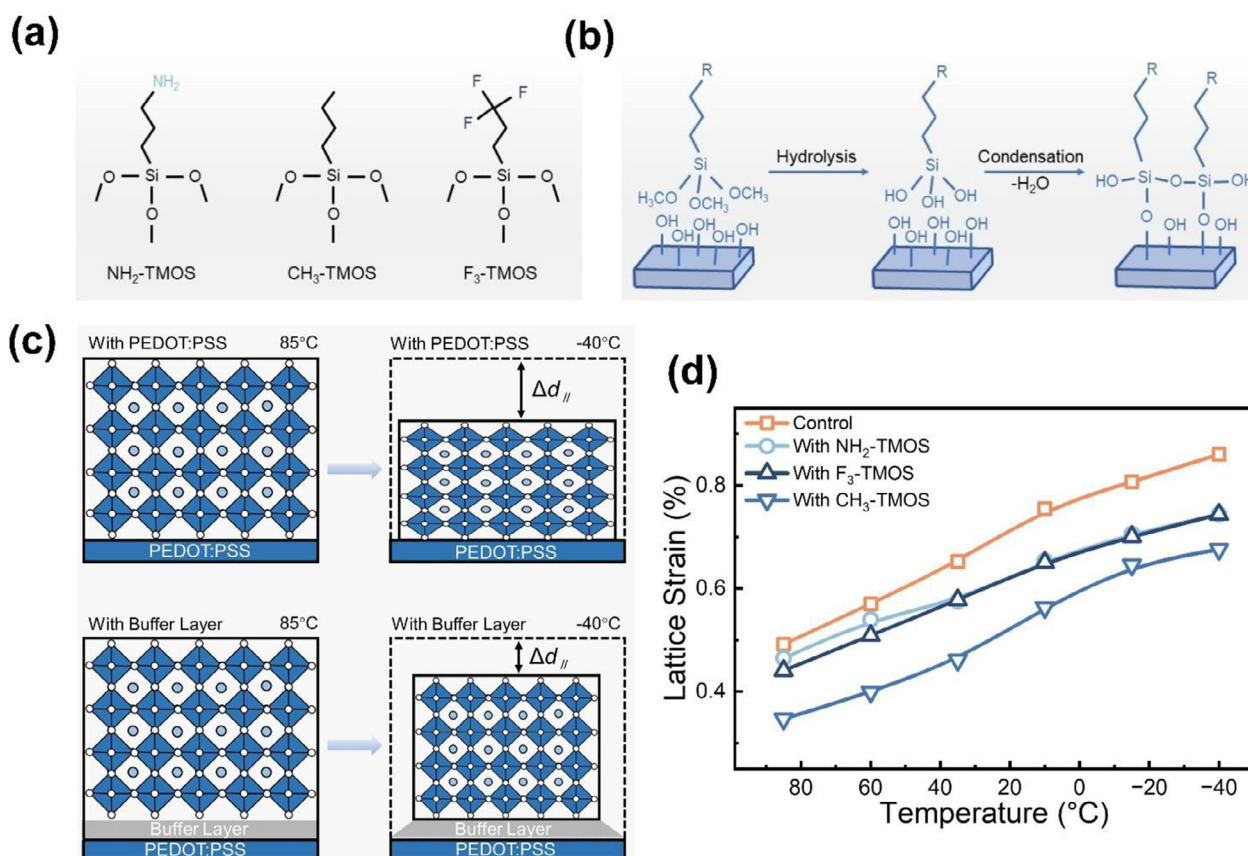 (a)
NH₂
F
F
F
O
Si
O
O
O
Si
O
O
O
Si
O
O
NH₂-TMOS
CH₃-TMOS
F₃-TMOS
(b)
R
Si
H₃CO
OCH₃
OCH₃
OH
OH
OH
OH
OH
Hydrolysis
R
Si
HO
OH
OH
OH
OH
OH
OH
OH
Condensation
-H₂O
R
R
HO
Si
O
Si
OH
O
O
OH
OH
(c)
With PEDOT:PSS 85°C
PEDOT:PSS
With PEDOT:PSS -40°C
Δd//
PEDOT:PSS
With Buffer Layer 85°C
Buffer Layer
PEDOT:PSS
With Buffer Layer -40°C
Δd//
Buffer Layer
PEDOT:PSS
(d)
Control
With NH₂-TMOS
With F₃-TMOS
With CH₃-TMOS
Lattice Strain (%)
0.8
0.6
0.4
80 60 40 20 0 −20 −40
Temperature (°C)